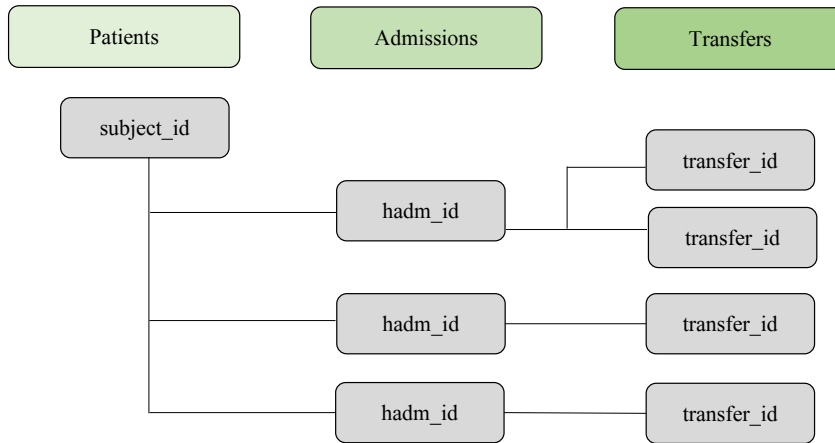 Patients
Admissions
Transfers
subject_id
transfer_id
hadm_id
transfer_id
hadm_id
transfer_id
hadm_id
transfer_id